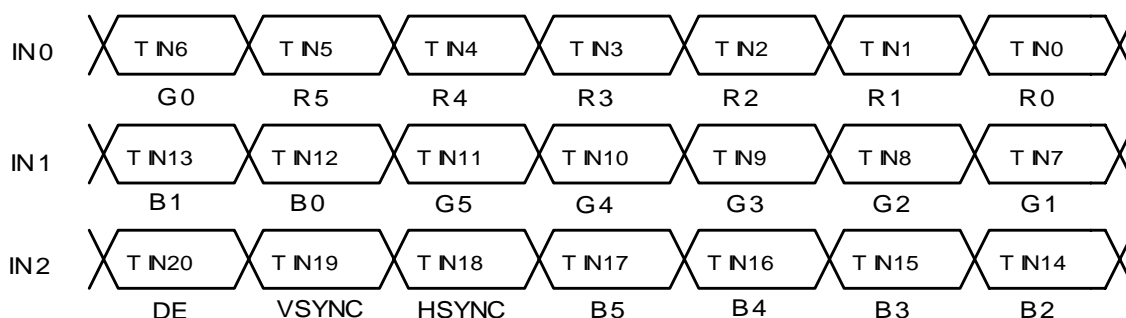 IN0 TIN6 TIN5 TIN4 TIN3 TIN2 TIN1 TIN0
G0 R5 R4 R3 R2 R1 R0
IN1 TIN13 TIN12 TIN11 TIN10 TIN9 TIN8 TIN7
B1 B0 G5 G4 G3 G2 G1
IN2 TIN20 TIN19 TIN18 TIN17 TIN16 TIN15 TIN14
DE VSYNC HSYNC B5 B4 B3 B2